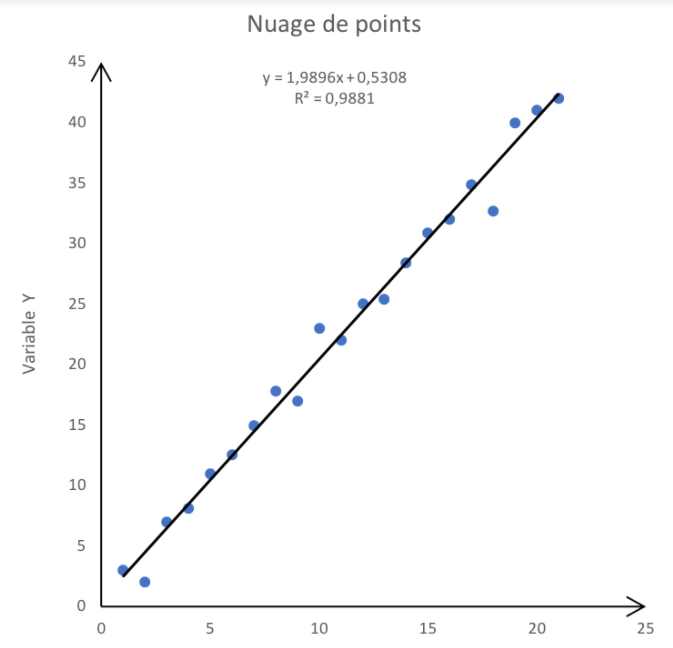 Nuage de points
y = 1,9896x + 0,5308
R² = 0,9881
Variable Y
45
40
35
30
25
20
15
10
5
0
0 5 10 15 20 25